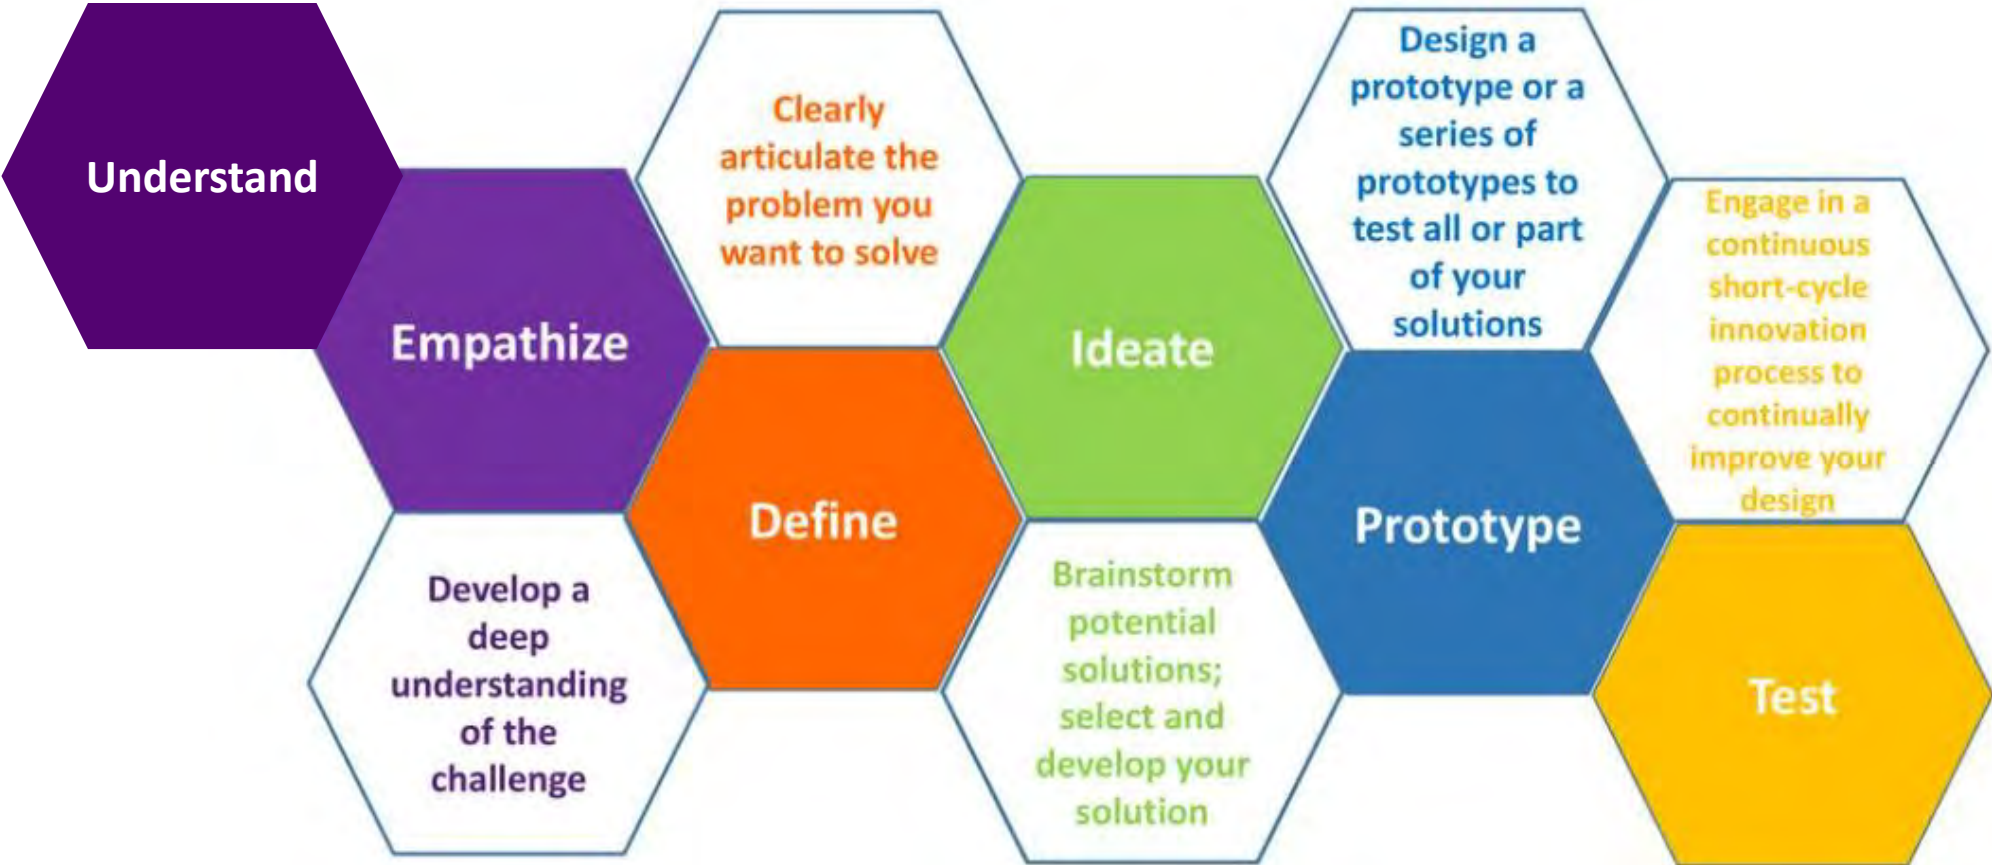 Understand
Empathize
Develop a
deep
understanding
of the
challenge
Clearly
articulate the
problem you
want to solve
Define
Ideate
Brainstorm
potential
solutions;
select and
develop your
solution
Design a
prototype or a
series of
prototypes to
test all or part
of your
solutions
Prototype
Engage in a
continuous
short-cycle
innovation
process to
continually
improve your
design
Test